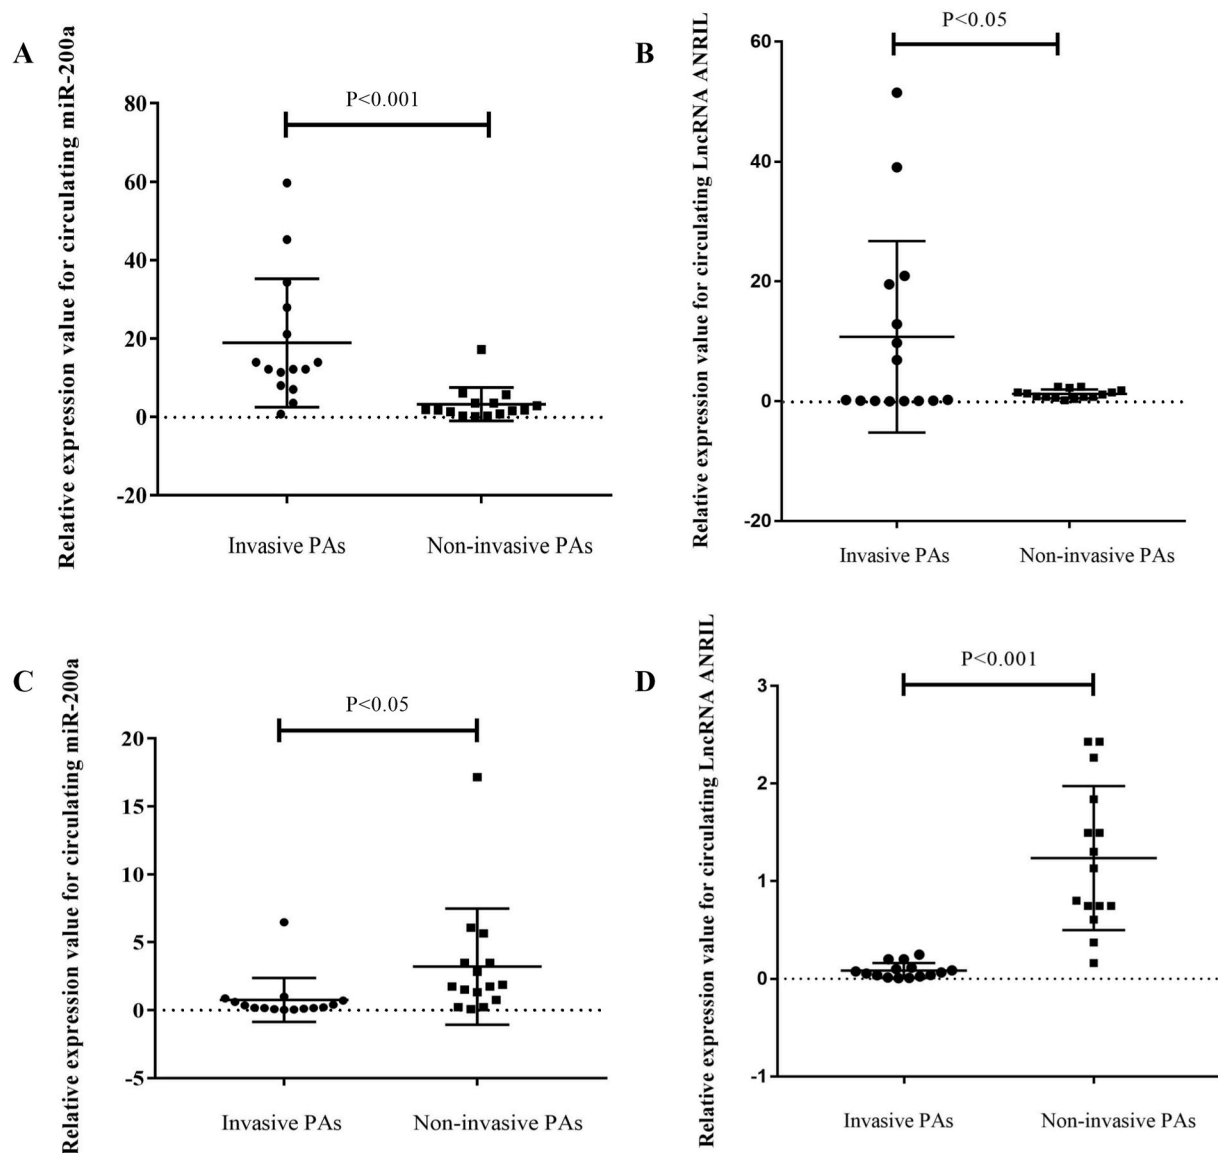 A
Relative expression value for circulating miR-200a
P<0.001
80
60
40
20
0
-20
Invasive PAs
Non-invasive PAs
B
Relative expression value for circulating LncRNA ANRIL
P<0.05
60
40
20
0
-20
Invasive PAs
Non-invasive PAs
C
Relative expression value for circulating miR-200a
P<0.05
20
15
10
5
0
-5
Invasive PAs
Non-invasive PAs
D
Relative expression value for circulating LncRNA ANRIL
P<0.001
3
2
1
0
-1
Invasive PAs
Non-invasive PAs